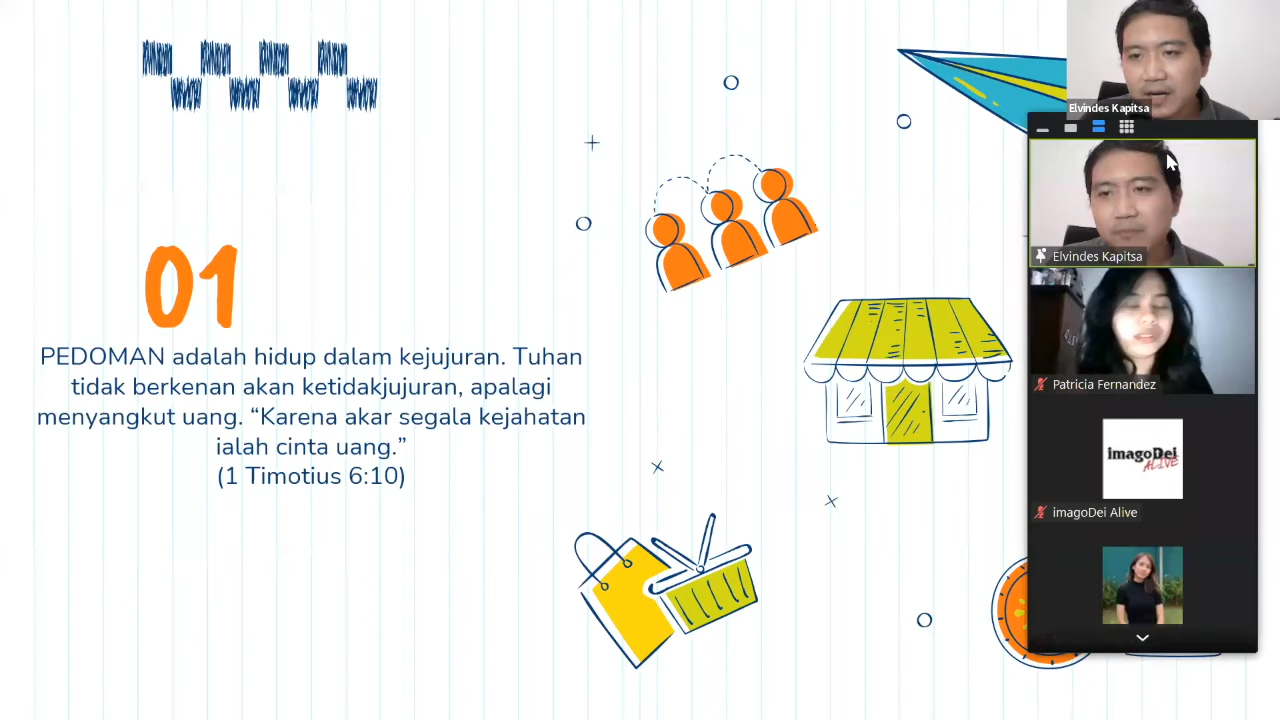 01
PEDOMAN adalah hidup dalam kejujuran. Tuhan
tidak berkenan akan ketidakjujuran, apalagi
menyangkut uang. “Karena akar segala kejahatan
ialah cinta uang.”
(1 Timotius 6:10)
Elvindes Kapitsa
Elvindes Kapitsa
Patricia Fernandez
imagoDei
ALIVE
imagoDei Alive